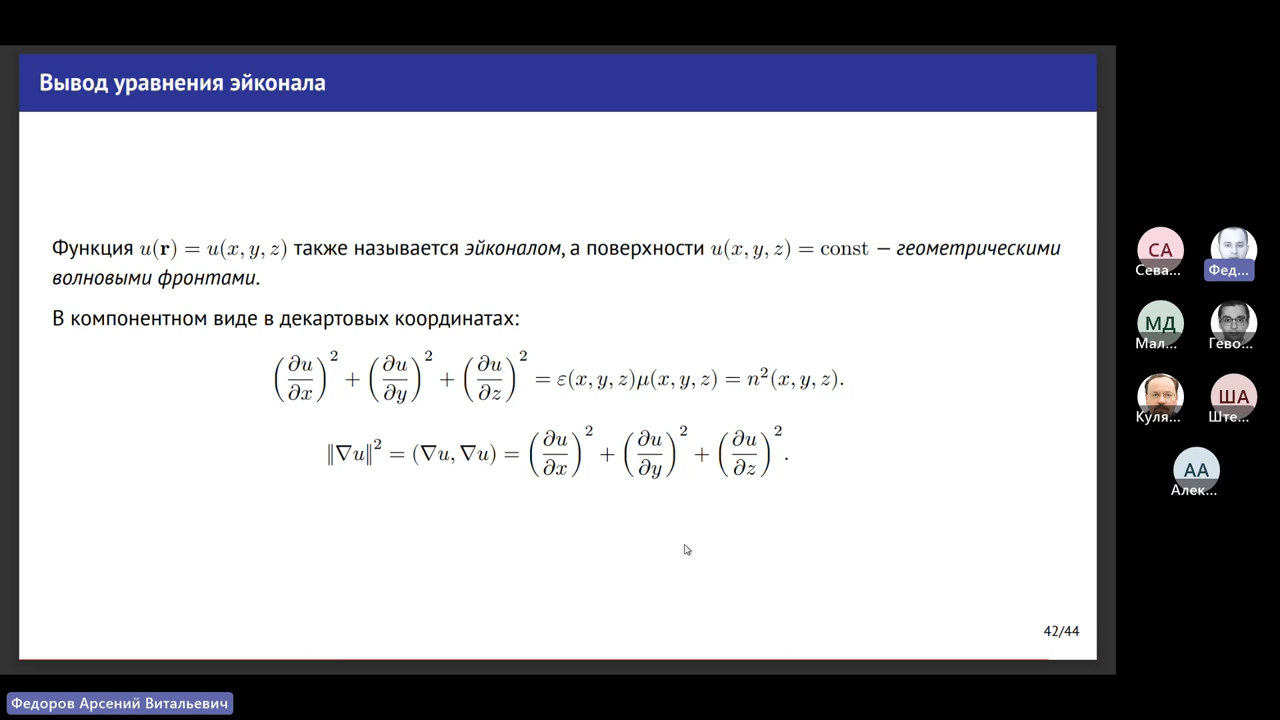 Вывод уравнения эйконала
Функция u(r) = u(x, y, z) также называется эйконалом, а поверхности u(x, y, z) = const — геометрическими
волновыми фронтами.
В компонентном виде в декартовых координатах:
(∂u/∂x)² + (∂u/∂y)² + (∂u/∂z)² = ε(x, y, z)μ(x, y, z) = n²(x, y, z).
‖∇u‖² = (∇u, ∇u) = (∂u/∂x)² + (∂u/∂y)² + (∂u/∂z)².
42/44
СА
Сева...
Фед...
МД
Мал...
Гево...
Куля...
ША
Ште...
АА
Алек...
Федоров Арсений Витальевич